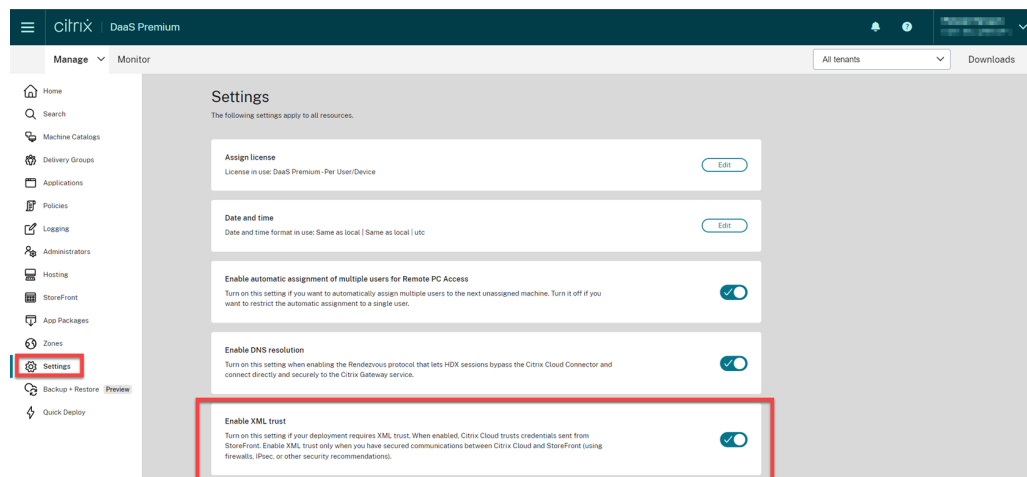 citrix DaaS Premium
Manage Monitor All tenants Downloads
Home
Search
Machine Catalogs
Delivery Groups
Applications
Policies
Logging
Administrators
Hosting
StoreFront
App Packages
Zones
Settings
Backup + Restore Preview
Quick Deploy
Settings
The following settings apply to all resources.
Assign license
License in use: DaaS Premium - Per User/Device
Edit
Date and time
Date and time format in use: Same as local | Same as local | utc
Edit
Enable automatic assignment of multiple users for Remote PC Access
Turn on this setting if you want to automatically assign multiple users to the next unassigned machine. Turn it off if you
want to restrict the automatic assignment to a single user.
Enable DNS resolution
Turn on this setting when enabling the Rendezvous protocol that lets HDX sessions bypass the Citrix Cloud Connector and
connect directly and securely to the Citrix Gateway service.
Enable XML trust
Turn on this setting if your deployment requires XML trust. When enabled, Citrix Cloud trusts credentials sent from
StoreFront. Enable XML trust only when you have secured communications between Citrix Cloud and StoreFront (using
firewalls, IPsec, or other security recommendations).